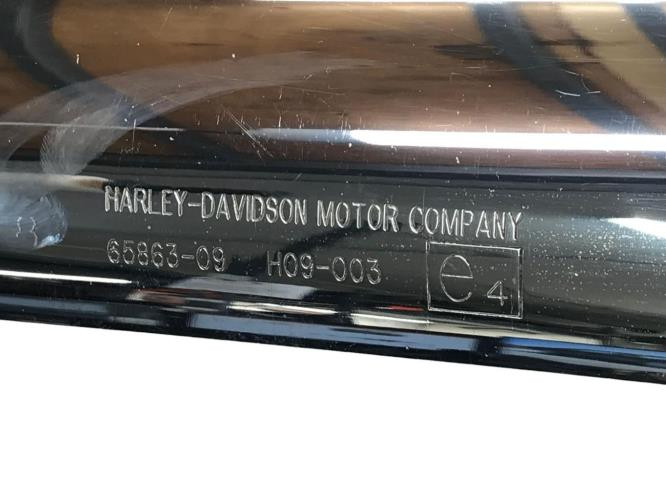 HARLEY-DAVIDSON MOTOR COMPANY
65863-09 H09-003 e4